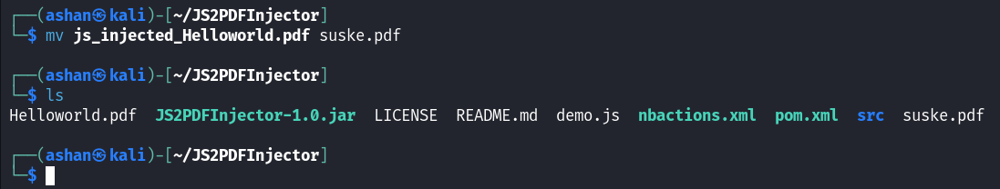 ┌──(ashan㉿kali)-[~/JS2PDFInjector]
└─$ mv js_injected_Helloworld.pdf suske.pdf
┌──(ashan㉿kali)-[~/JS2PDFInjector]
└─$ ls
Helloworld.pdf JS2PDFInjector-1.0.jar LICENSE README.md demo.js nbactions.xml pom.xml src suske.pdf
┌──(ashan㉿kali)-[~/JS2PDFInjector]
└─$